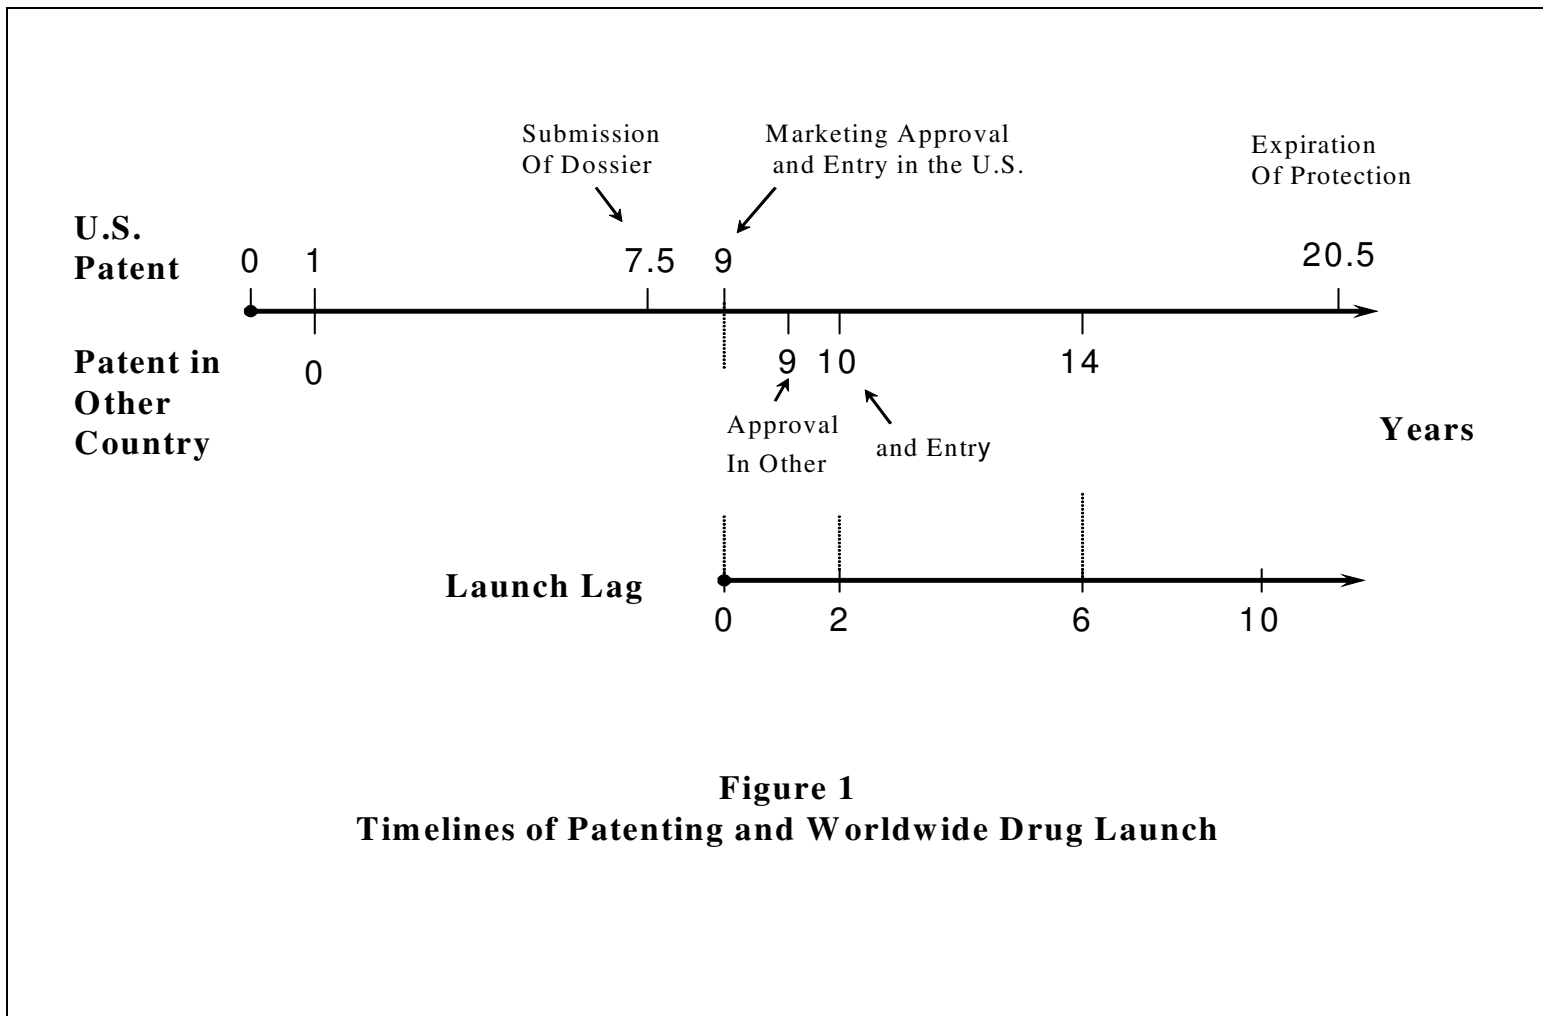 Submission
Of Dossier
Marketing Approval
and Entry in the U.S.
Expiration
Of Protection
U.S.
Patent
0 1 7.5 9 20.5
Patent in
Other
Country
0 9 10 14
Approval
In Other
and Entry
Years
Launch Lag
0 2 6 10
Figure 1
Timelines of Patenting and Worldwide Drug Launch